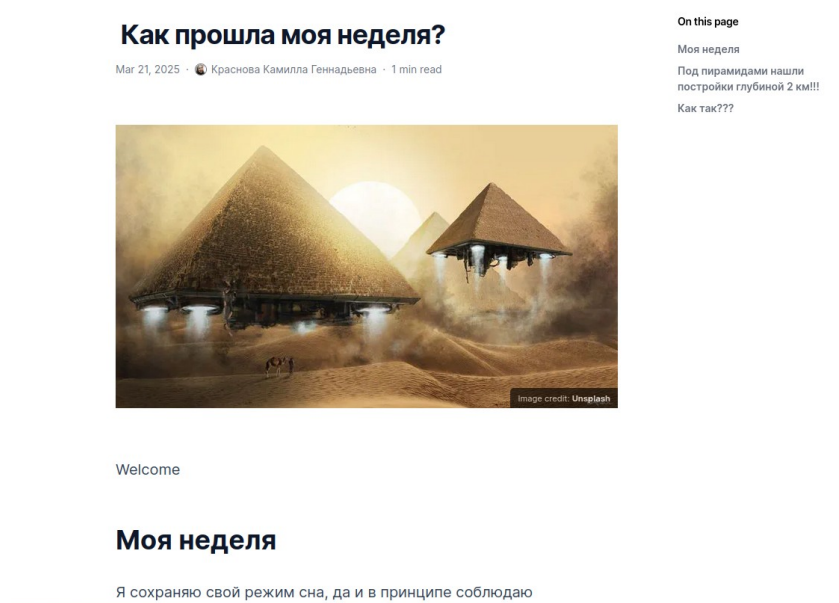 Как прошла моя неделя?
Mar 21, 2025 · Краснова Камилла Геннадьевна · 1 min read
Image credit: Unsplash
Welcome
Моя неделя
Я сохраняю свой режим сна, да и в принципе соблюдаю
On this page
Моя неделя
Под пирамидами нашли
постройки глубиной 2 км!!!
Как так???